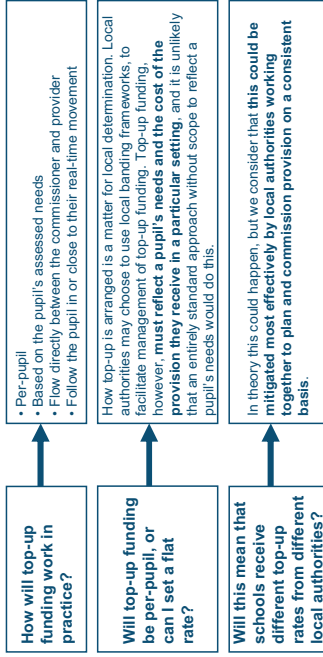 How will top-up
funding work in
practice?
• Per-pupil
• Based on the pupil's assessed needs
• Flow directly between the commissioner and provider
• Follow the pupil in or close to their real-time movement
Will top-up funding
be per-pupil, or
can I set a flat
rate?
How top-up is arranged is a matter for local determination. Local
authorities may choose to use local banding frameworks, to
facilitate management of top-up funding. Top-up funding,
however, must reflect a pupil's needs and the cost of the
provision they receive in a particular setting, and it is unlikely
that an entirely standard approach without scope to reflect a
pupil's needs would do this.
Will this mean that
schools receive
different top-up
rates from different
local authorities?
In theory this could happen, but we consider that this could be
mitigated most effectively by local authorities working
together to plan and commission provision on a consistent
basis.